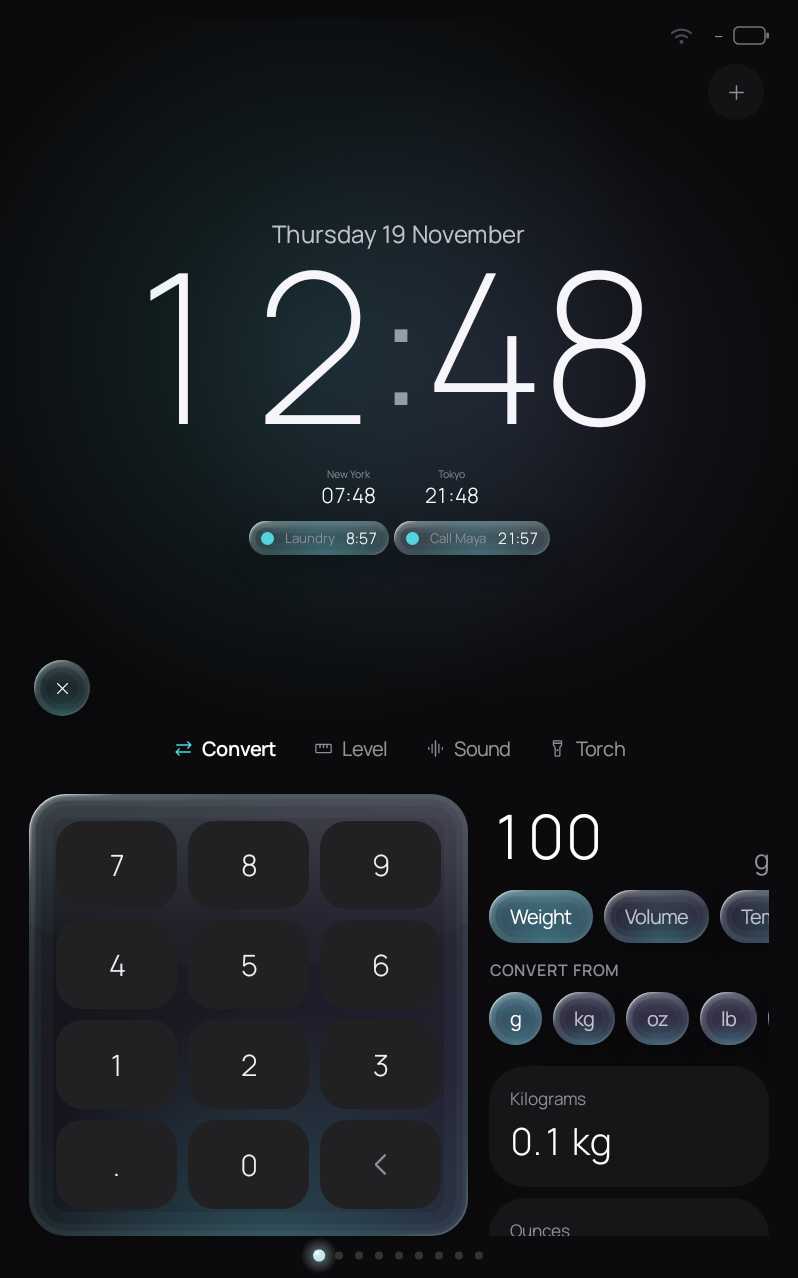 Thursday 19 November
12:48
New York Tokyo
07:48 21:48
Laundry 8:57 Call Maya 21:57
Convert Level Sound Torch
7 8 9
4 5 6
1 2 3
. 0
100 g
Weight Volume
CONVERT FROM
g kg oz lb
Kilograms
0.1 kg
Ounces